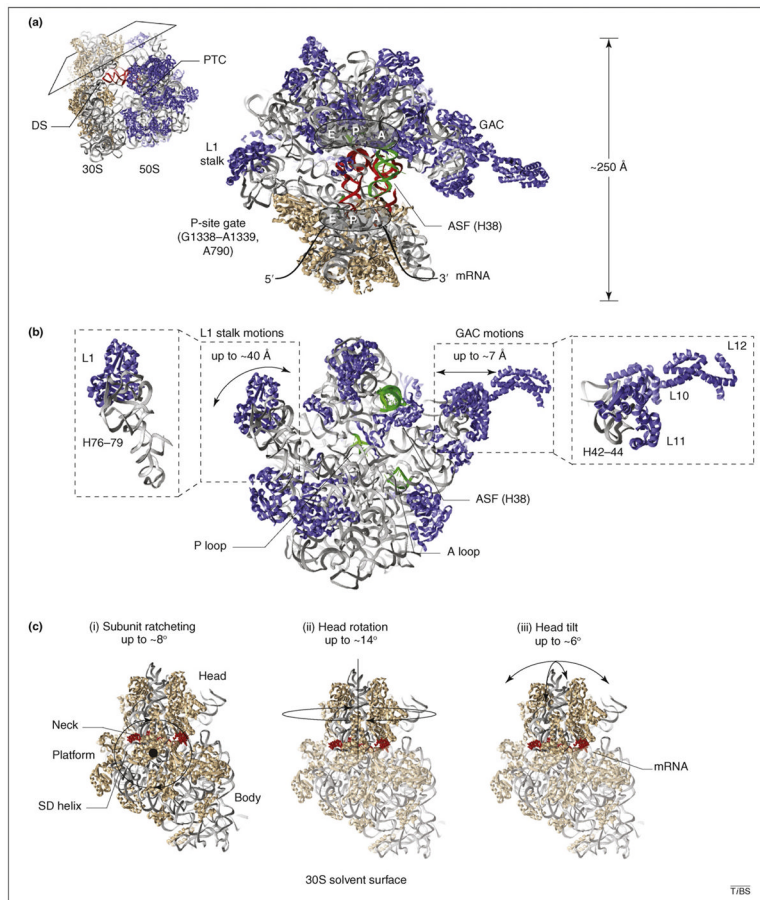 (a)
PTC
DS
30S
50S
E P A
GAC
L1
stalk
~250 Å
ASF (H38)
E P A
P-site gate
(G1338–A1339,
A790)
5′
3′
mRNA
(b)
L1 stalk motions
up to ~40 Å
GAC motions
up to ~7 Å
L1
H76–79
L12
L10
L11
H42–44
ASF (H38)
P loop
A loop
(c)
(i) Subunit ratcheting
up to ~8°
(ii) Head rotation
up to ~14°
(iii) Head tilt
up to ~6°
Head
Neck
Platform
SD helix
Body
mRNA
30S solvent surface
TiBS